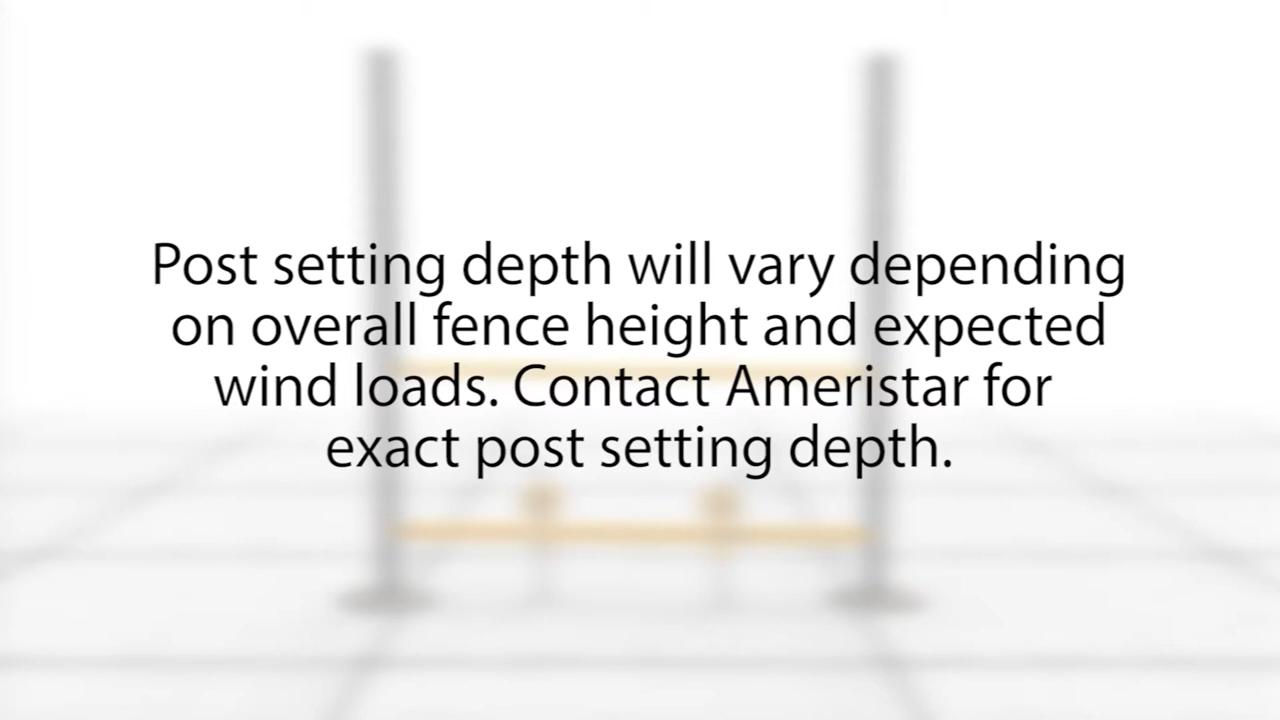 Post setting depth will vary depending
on overall fence height and expected
wind loads. Contact Ameristar for
exact post setting depth.